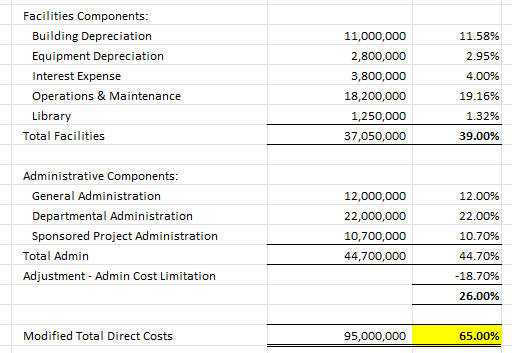 Facilities Components:
Building Depreciation 11,000,000 11.58%
Equipment Depreciation 2,800,000 2.95%
Interest Expense 3,800,000 4.00%
Operations & Maintenance 18,200,000 19.16%
Library 1,250,000 1.32%
Total Facilities 37,050,000 39.00%
Administrative Components:
General Administration 12,000,000 12.00%
Departmental Administration 22,000,000 22.00%
Sponsored Project Administration 10,700,000 10.70%
Total Admin 44,700,000 44.70%
Adjustment - Admin Cost Limitation -18.70%
26.00%
Modified Total Direct Costs 95,000,000 65.00%